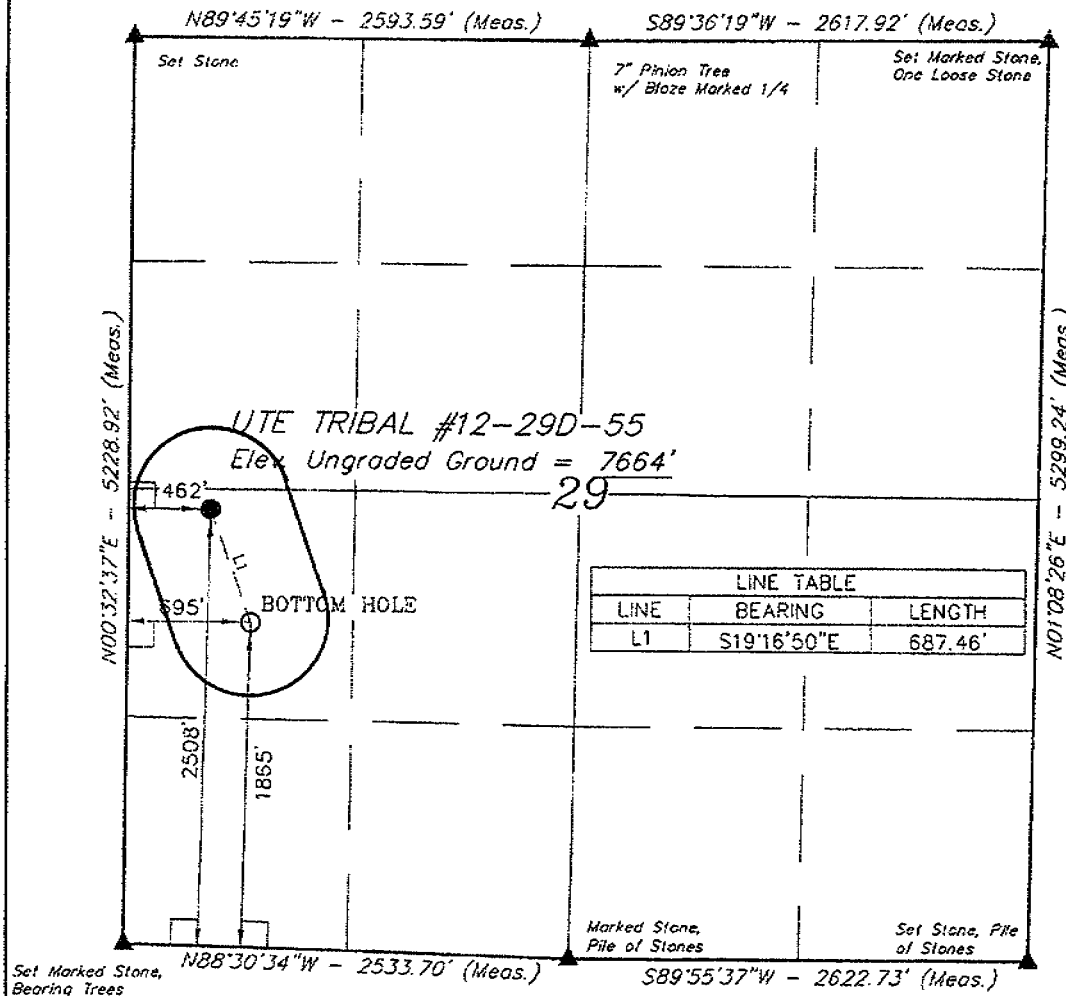 N89°45'19"W - 2593.59' (Meas.)
S89°36'19"W - 2617.92' (Meas.)
Set Stone
7" Pinion Tree
w/ Blaze Marked 1/4
Set Marked Stone,
One Loose Stone
N00°32'37"E - 5228.92' (Meas.)
N01°08'26"E - 5299.24' (Meas.)
UTE TRIBAL #12-29D-55
Elev. Ungraded Ground = 7664'
29
462'
L1
695'
BOTTOM HOLE
LINE TABLE
LINE BEARING LENGTH
L1 S19°16'50"E 687.46'
2508'
1865'
Marked Stone,
Pile of Stones
Set Stone, Pile
of Stones
Set Marked Stone,
Bearing Trees
N88°30'34"W - 2533.70' (Meas.)
S89°55'37"W - 2622.73' (Meas.)